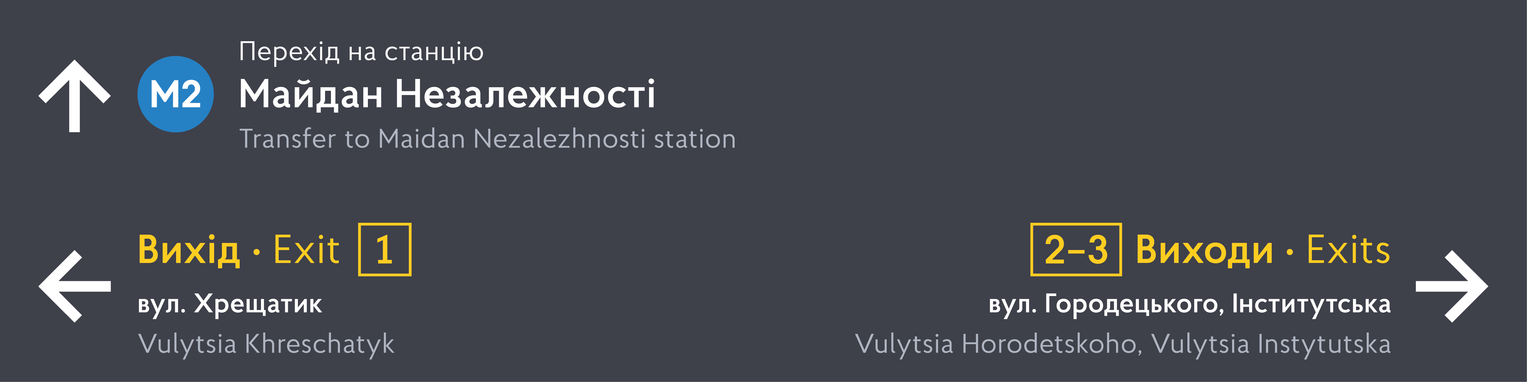 Перехід на станцію
M2 Майдан Незалежності
Transfer to Maidan Nezalezhnosti station
Вихід · Exit 1
вул. Хрещатик
Vulytsia Khreschatyk
2–3 Виходи · Exits
вул. Городецького, Інститутська
Vulytsia Horodetskoho, Vulytsia Instytutska